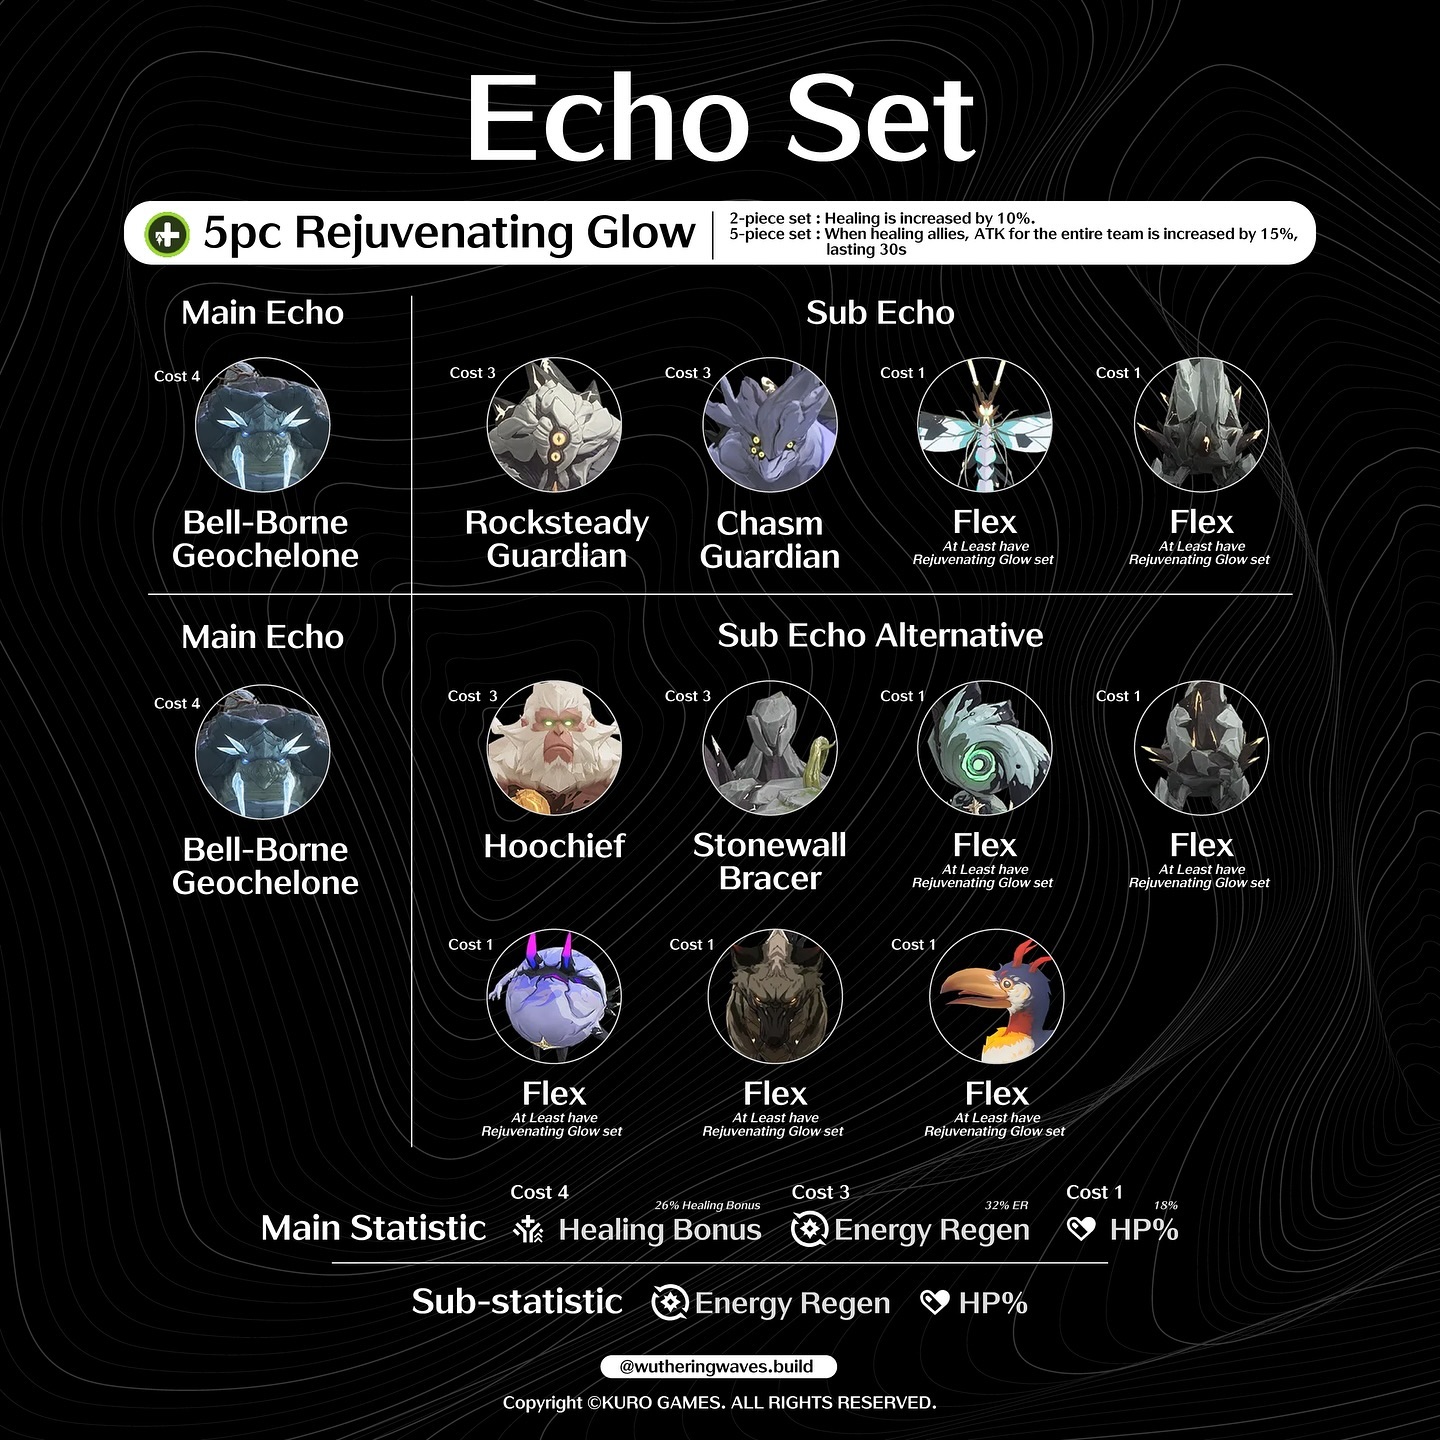 Echo Set
5pc Rejuvenating Glow
2-piece set : Healing is increased by 10%.
5-piece set : When healing allies, ATK for the entire team is increased by 15%,
lasting 30s
Main Echo
Sub Echo
Cost 4
Cost 3
Cost 3
Cost 1
Cost 1
Bell-Borne
Geochelone
Rocksteady
Guardian
Chasm
Guardian
Flex
At Least have
Rejuvenating Glow set
Flex
At Least have
Rejuvenating Glow set
Main Echo
Sub Echo Alternative
Cost 4
Cost 3
Cost 3
Cost 1
Cost 1
Bell-Borne
Geochelone
Hoochief
Stonewall
Bracer
Flex
At Least have
Rejuvenating Glow set
Flex
At Least have
Rejuvenating Glow set
Cost 1
Cost 1
Cost 1
Flex
At Least have
Rejuvenating Glow set
Flex
At Least have
Rejuvenating Glow set
Flex
At Least have
Rejuvenating Glow set
Cost 4
Cost 3
Cost 1
26% Healing Bonus
32% ER
18%
Main Statistic Healing Bonus Energy Regen HP%
Sub-statistic Energy Regen HP%
@wutheringwaves.build
Copyright ©KURO GAMES. ALL RIGHTS RESERVED.